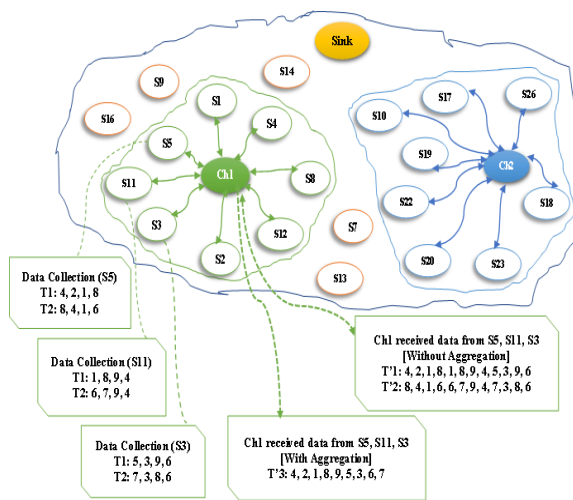 Sink
S9
S14
S16
S1
S4
S5
Ch1
S8
S11
S3
S12
S2
S7
S13
S17
S26
S10
S19
Ch2
S22
S18
S20
S23
Data Collection (S5)
T1: 4, 2, 1, 8
T2: 8, 4, 1, 6
Data Collection (S11)
T1: 1, 8, 9, 4
T2: 6, 7, 9, 4
Data Collection (S3)
T1: 5, 3, 9, 6
T2: 7, 3, 8, 6
Ch1 received data from S5, S11, S3
[Without Aggregation]
T'1: 4, 2, 1, 8, 1, 8, 9, 4, 5, 3, 9, 6
T'2: 8, 4, 1, 6, 6, 7, 9, 4, 7, 3, 8, 6
Ch1 received data from S5, S11, S3
[With Aggregation]
T'3: 4, 2, 1, 8, 9, 5, 3, 6, 7